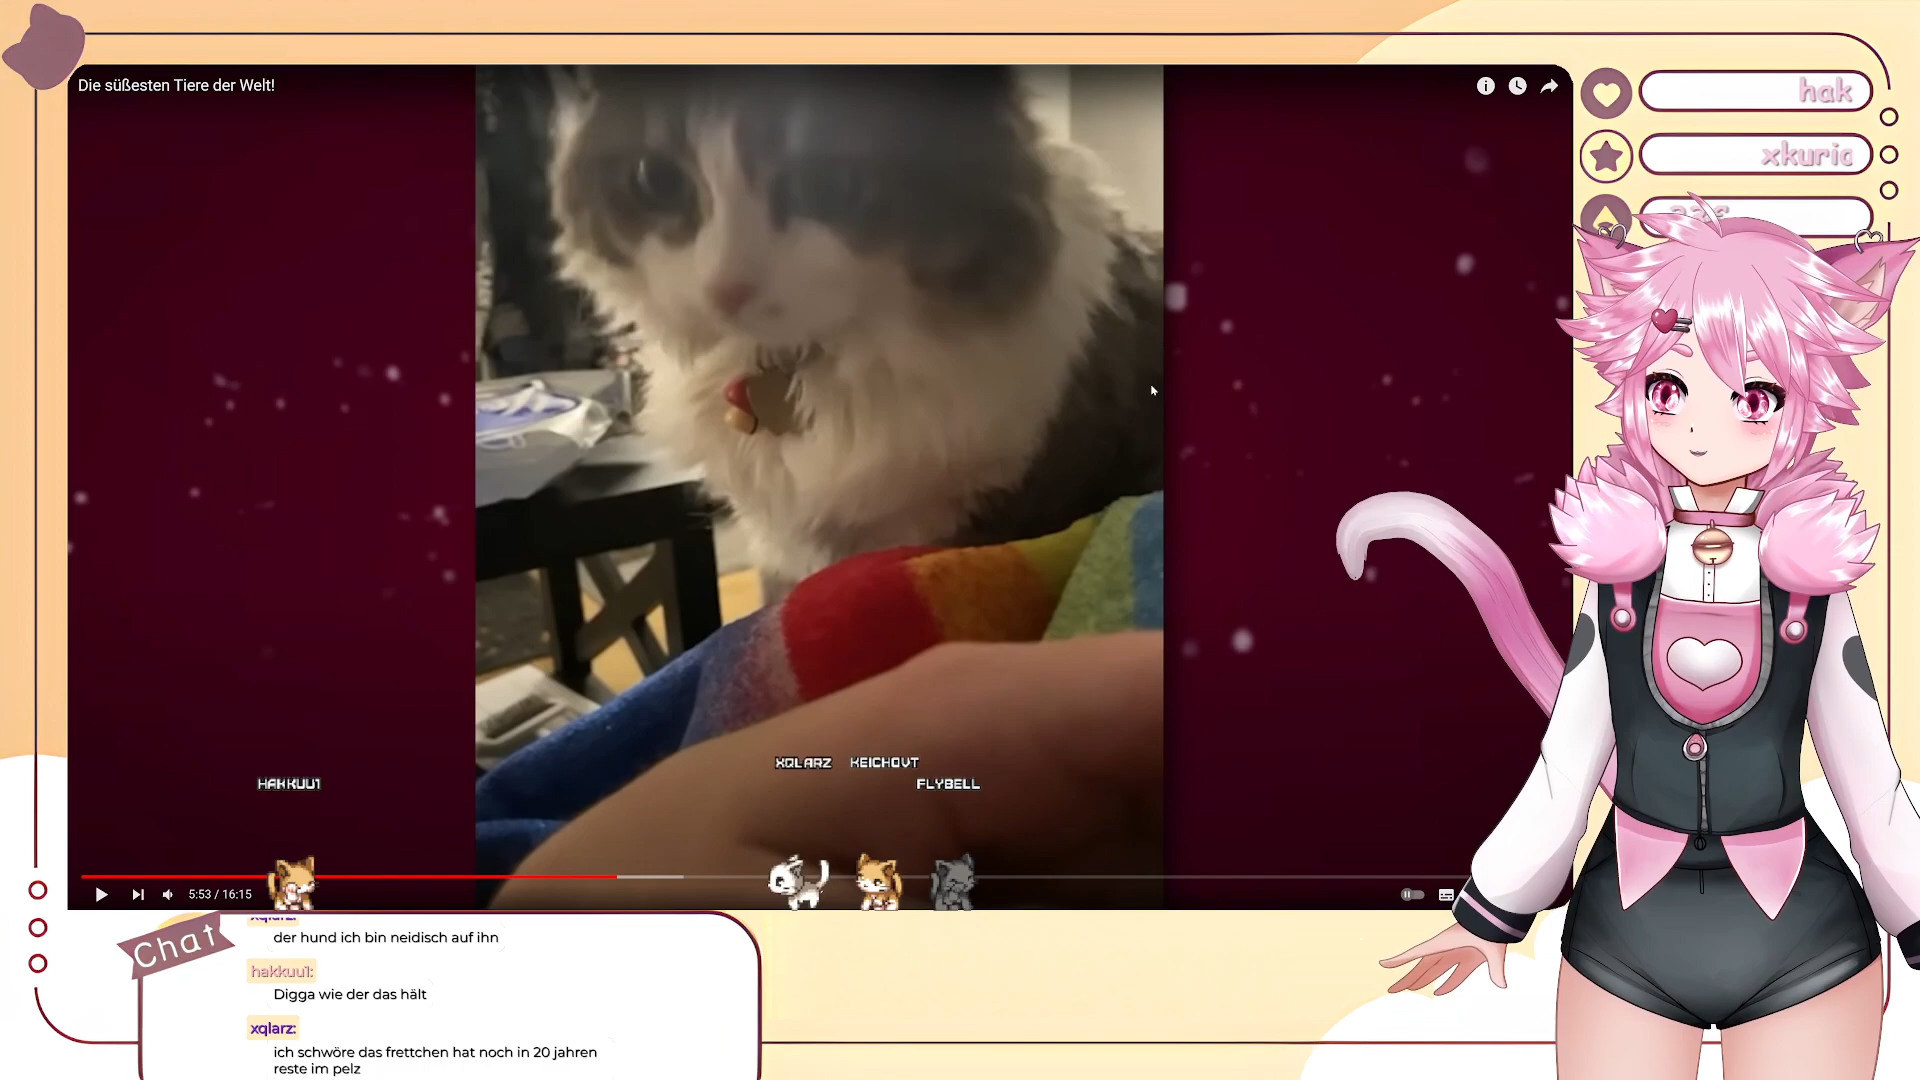 Die süßesten Tiere der Welt!
hak
xkuric
HAKKUU1
XQLARZ KEICHOVT
FLYBELL
5:53 / 16:15
Chat
xqlarz:
der hund ich bin neidisch auf ihn
hakkuu1:
Digga wie der das hält
xqlarz:
ich schwöre das frettchen hat noch in 20 jahren
reste im pelz